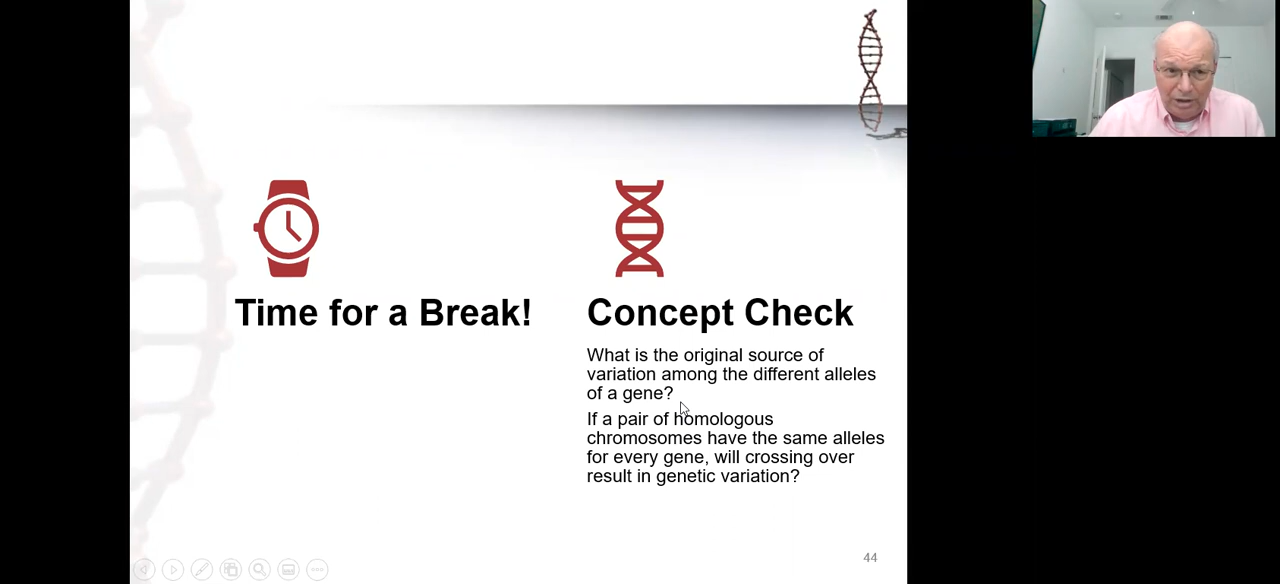 Time for a Break!
Concept Check
What is the original source of
variation among the different alleles
of a gene?
If a pair of homologous
chromosomes have the same alleles
for every gene, will crossing over
result in genetic variation?
44